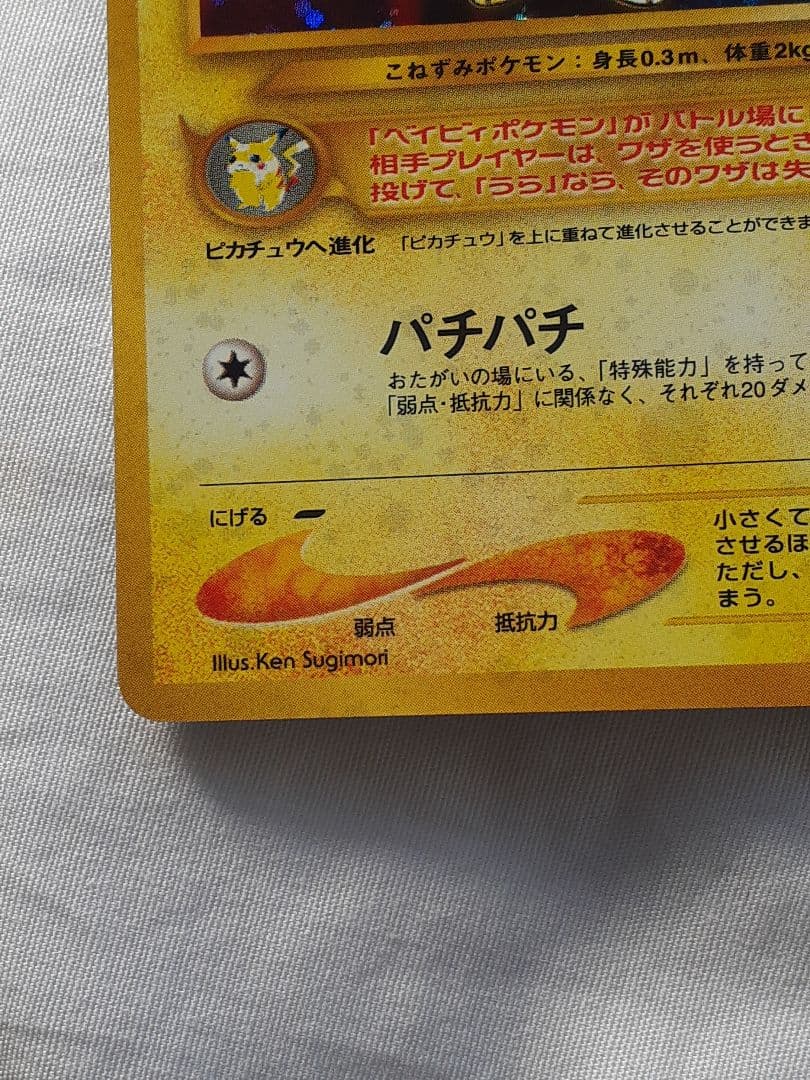 こねずみポケモン：身長0.3m、体重2kg
「ベイビィポケモン」がバトル場に
相手プレイヤーは、ワザを使うとき
投げて、「うら」なら、そのワザは失
ピカチュウへ進化 「ピカチュウ」を上に重ねて進化させることができま
パチパチ
おたがいの場にいる、「特殊能力」を持って
「弱点・抵抗力」に関係なく、それぞれ20ダメ
にげる
小さくて
させるほ
ただし、
まう。
弱点
抵抗力
Illus.Ken Sugimori